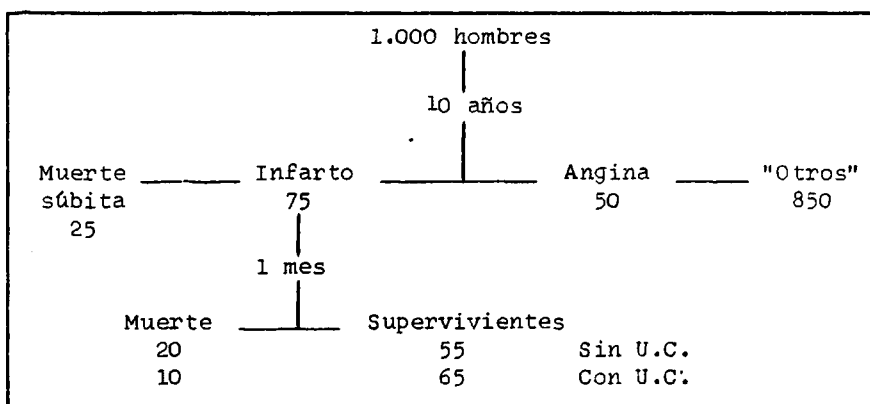 1.000 hombres
10 años
Muerte Infarto Angina "Otros"
súbita 75 50 850
25
1 mes
Muerte Supervivientes
20 55 Sin U.C.
10 65 Con U.C.